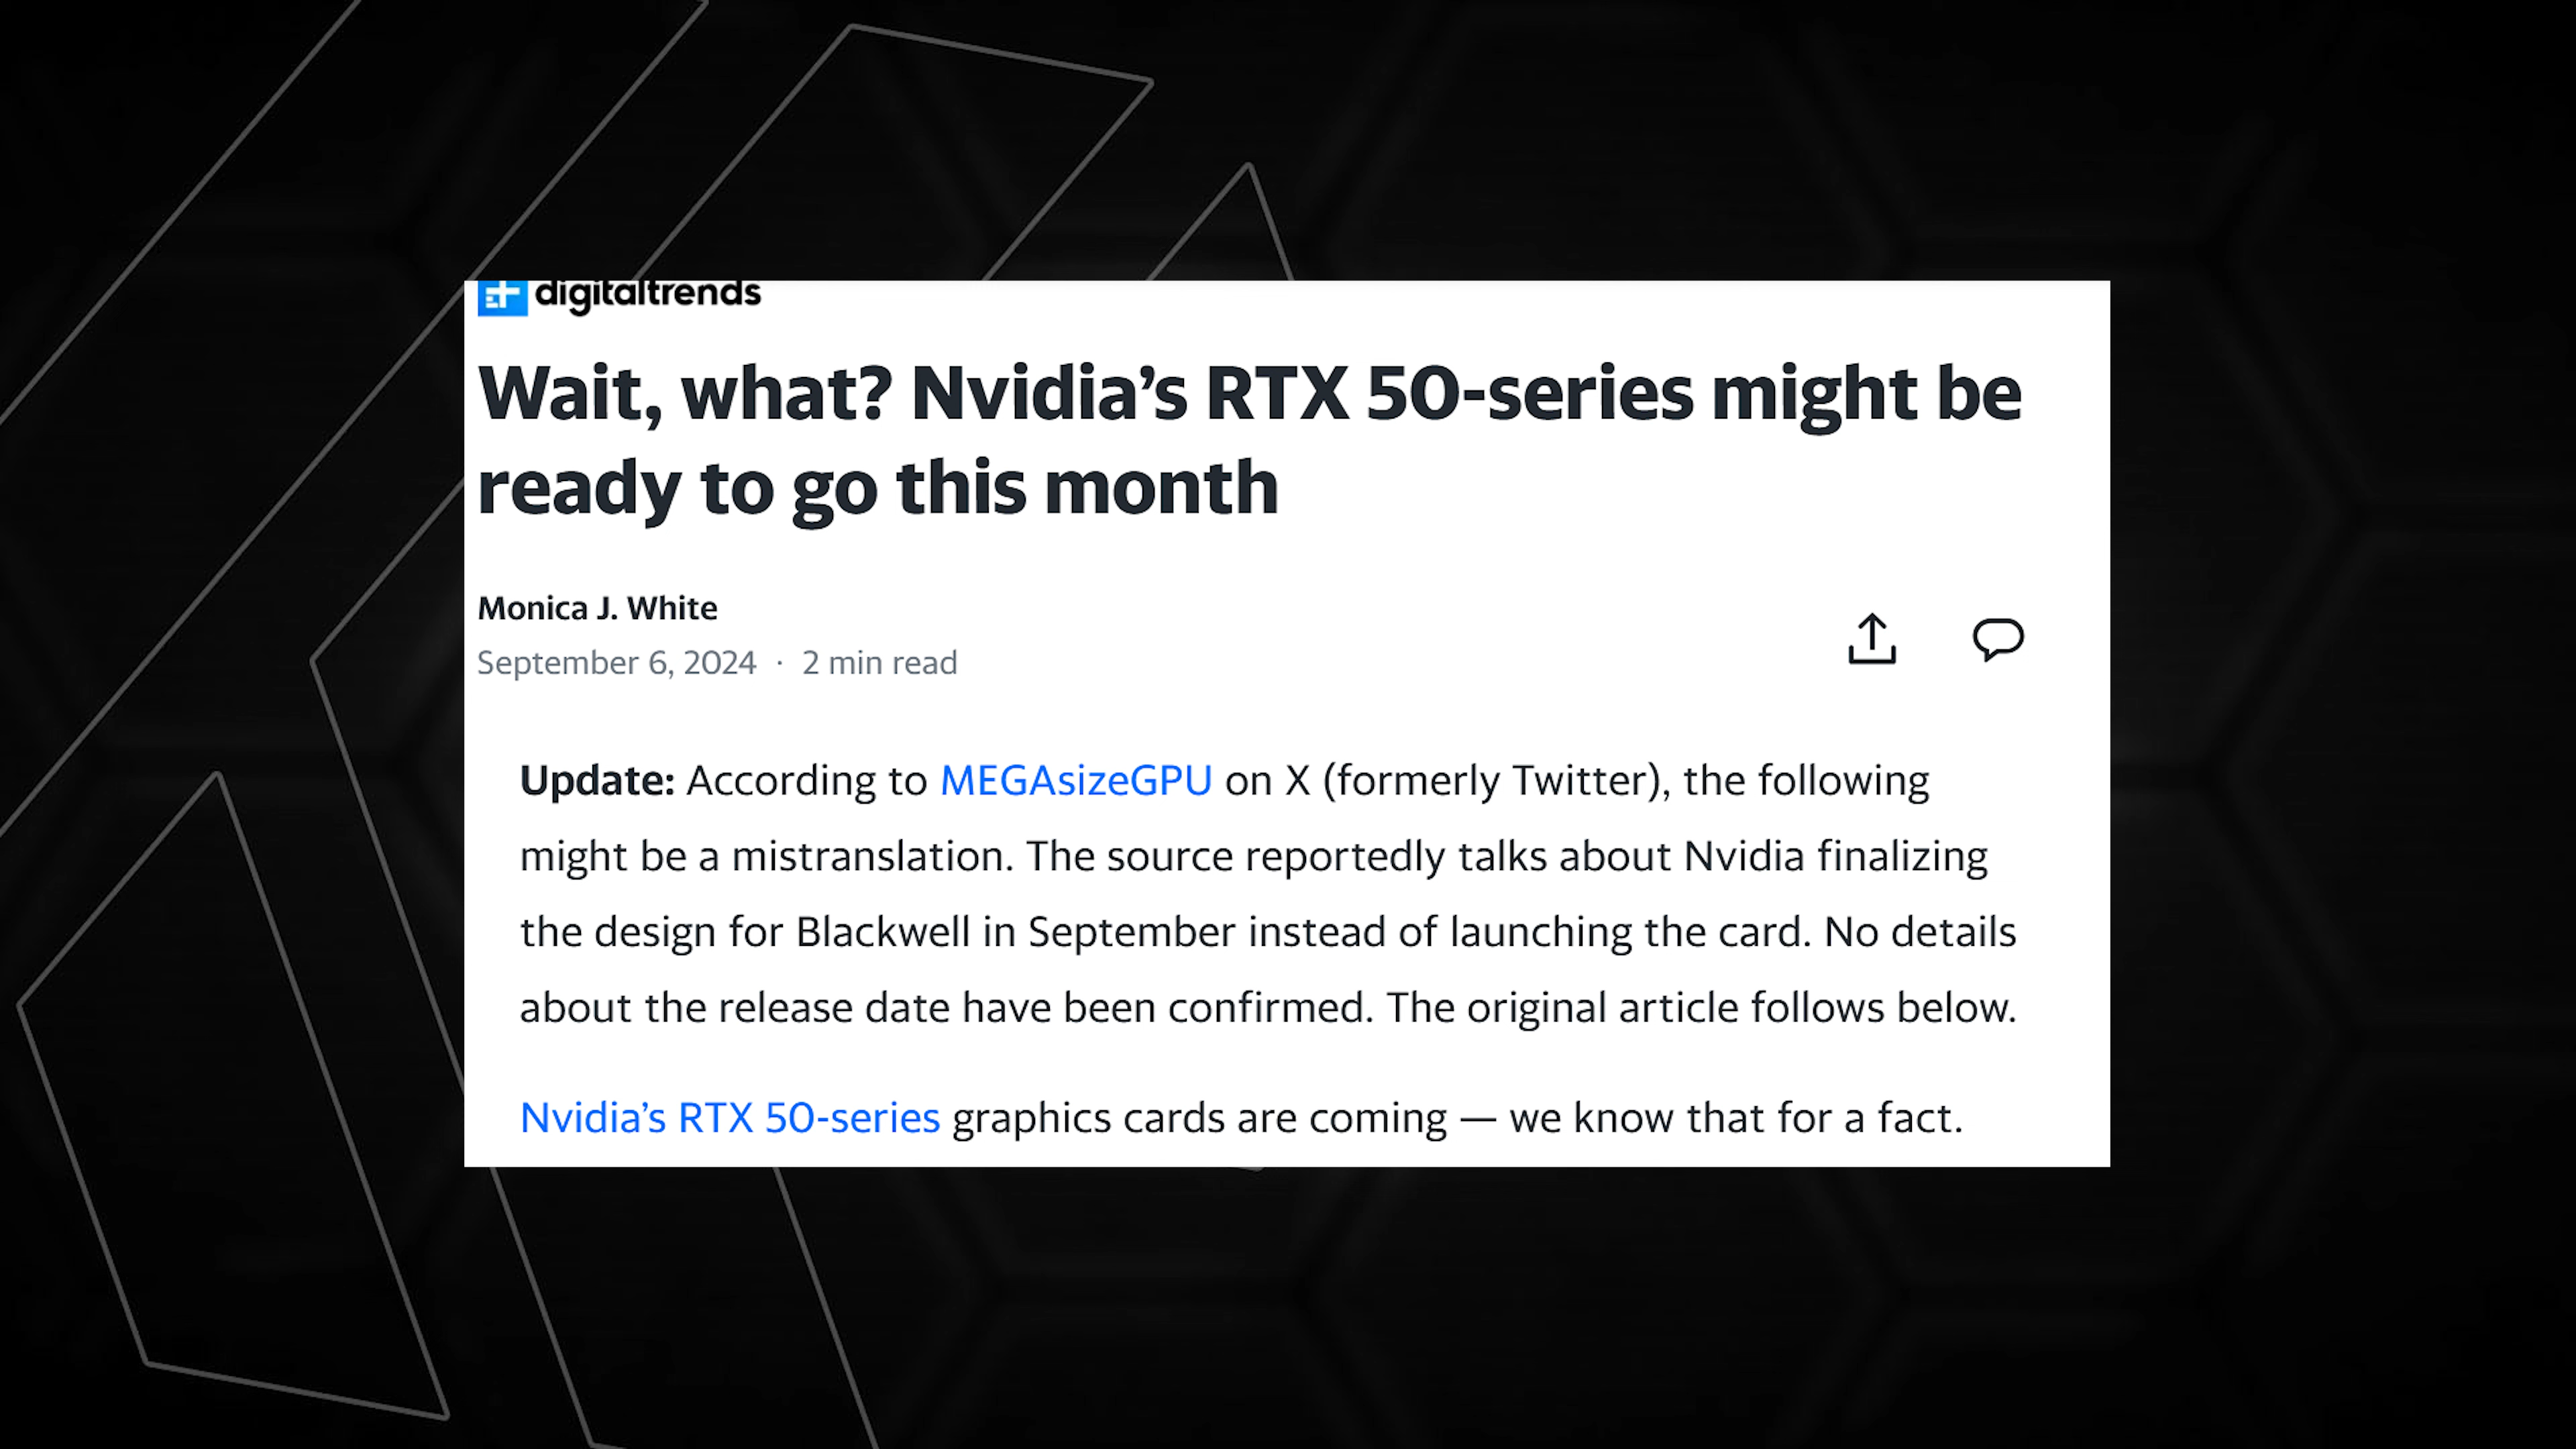 digitaltrends
Wait, what? Nvidia’s RTX 50-series might be
ready to go this month
Monica J. White
September 6, 2024 · 2 min read
Update: According to MEGAsizeGPU on X (formerly Twitter), the following
might be a mistranslation. The source reportedly talks about Nvidia finalizing
the design for Blackwell in September instead of launching the card. No details
about the release date have been confirmed. The original article follows below.
Nvidia’s RTX 50-series graphics cards are coming — we know that for a fact.